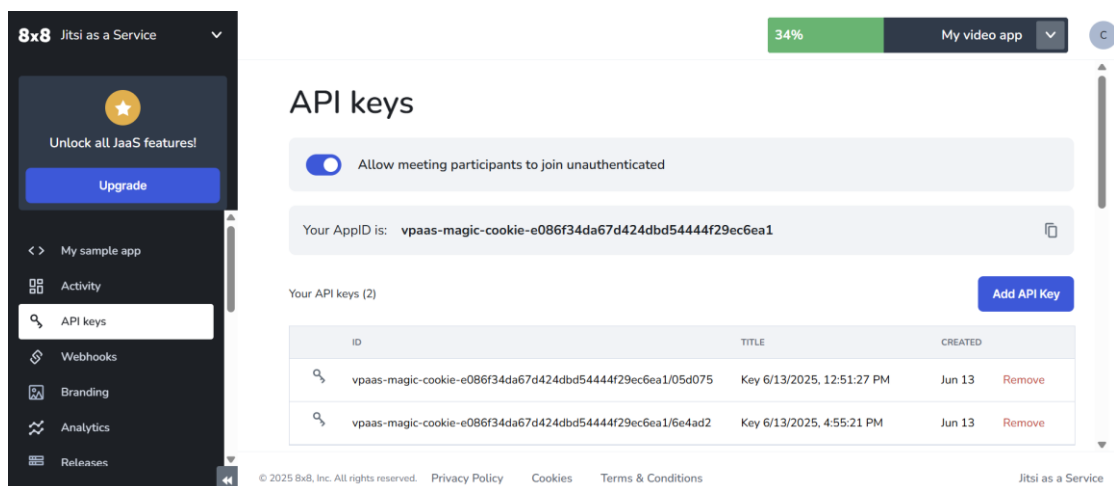 8x8 Jitsi as a Service
34% My video app
C
Unlock all JaaS features!
Upgrade
My sample app
Activity
API keys
Webhooks
Branding
Analytics
Releases
API keys
Allow meeting participants to join unauthenticated
Your AppID is: vpaas-magic-cookie-e086f34da67d424dbd54444f29ec6ea1
Your API keys (2)
Add API Key
ID TITLE CREATED
vpaas-magic-cookie-e086f34da67d424dbd54444f29ec6ea1/05d075 Key 6/13/2025, 12:51:27 PM Jun 13 Remove
vpaas-magic-cookie-e086f34da67d424dbd54444f29ec6ea1/6e4ad2 Key 6/13/2025, 4:55:21 PM Jun 13 Remove
© 2025 8x8, Inc. All rights reserved. Privacy Policy Cookies Terms & Conditions Jitsi as a Service